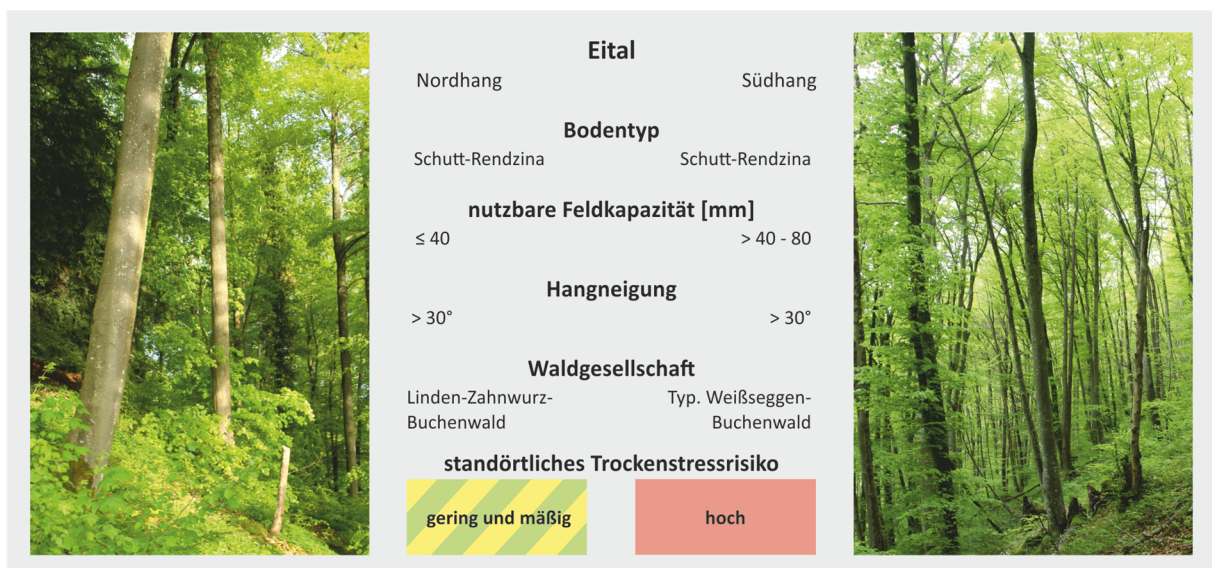 Eital
Nordhang Südhang
Bodentyp
Schutt-Rendzina Schutt-Rendzina
nutzbare Feldkapazität [mm]
≤ 40 > 40 - 80
Hangneigung
> 30° > 30°
Waldgesellschaft
Linden-Zahnwurz- Typ. Weißseggen-
Buchenwald Buchenwald
standörtliches Trockenstressrisiko
gering und mäßig hoch